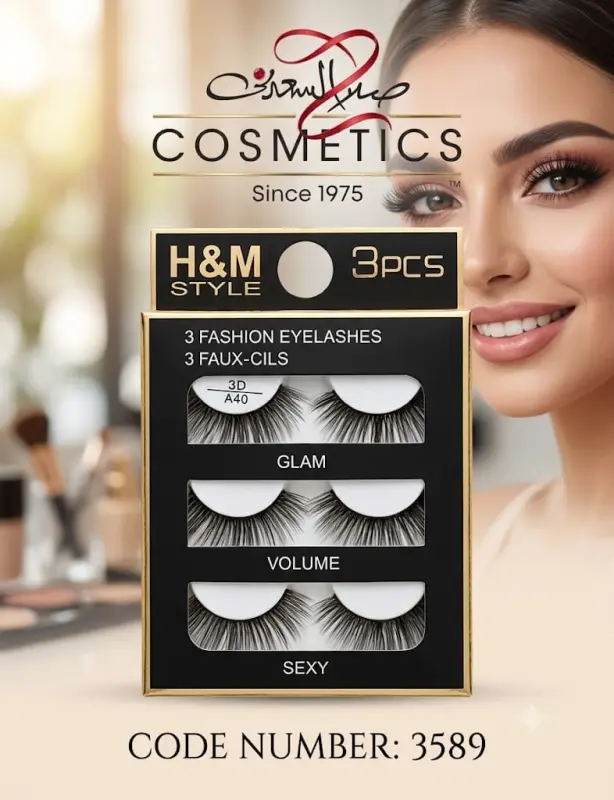 COSMETICS
Since 1975
TM
H&M
STYLE
3PCS
3 FASHION EYELASHES
3 FAUX-CILS
3D
A40
GLAM
VOLUME
SEXY
CODE NUMBER: 3589